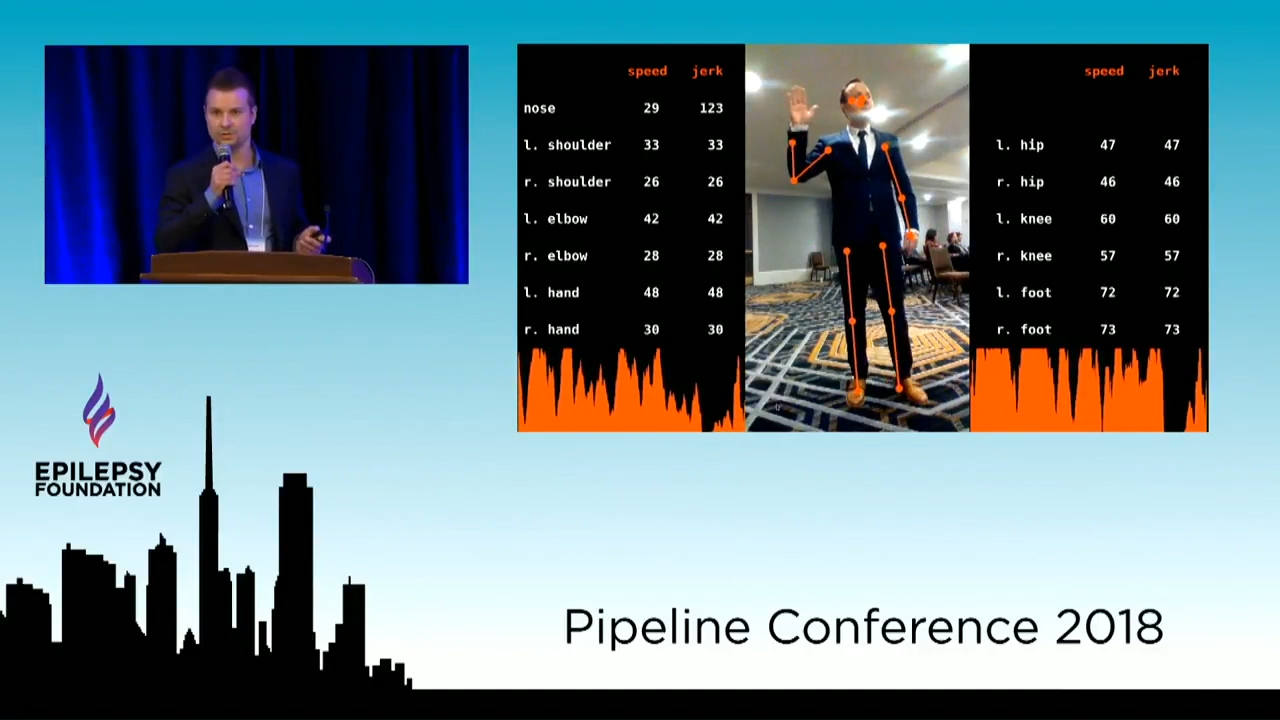 speed jerk
nose 29 123
l. shoulder 33 33
r. shoulder 26 26
l. elbow 42 42
r. elbow 28 28
l. hand 48 48
r. hand 30 30
speed jerk
l. hip 47 47
r. hip 46 46
l. knee 60 60
r. knee 57 57
l. foot 72 72
r. foot 73 73
EPILEPSY
FOUNDATION
Pipeline Conference 2018